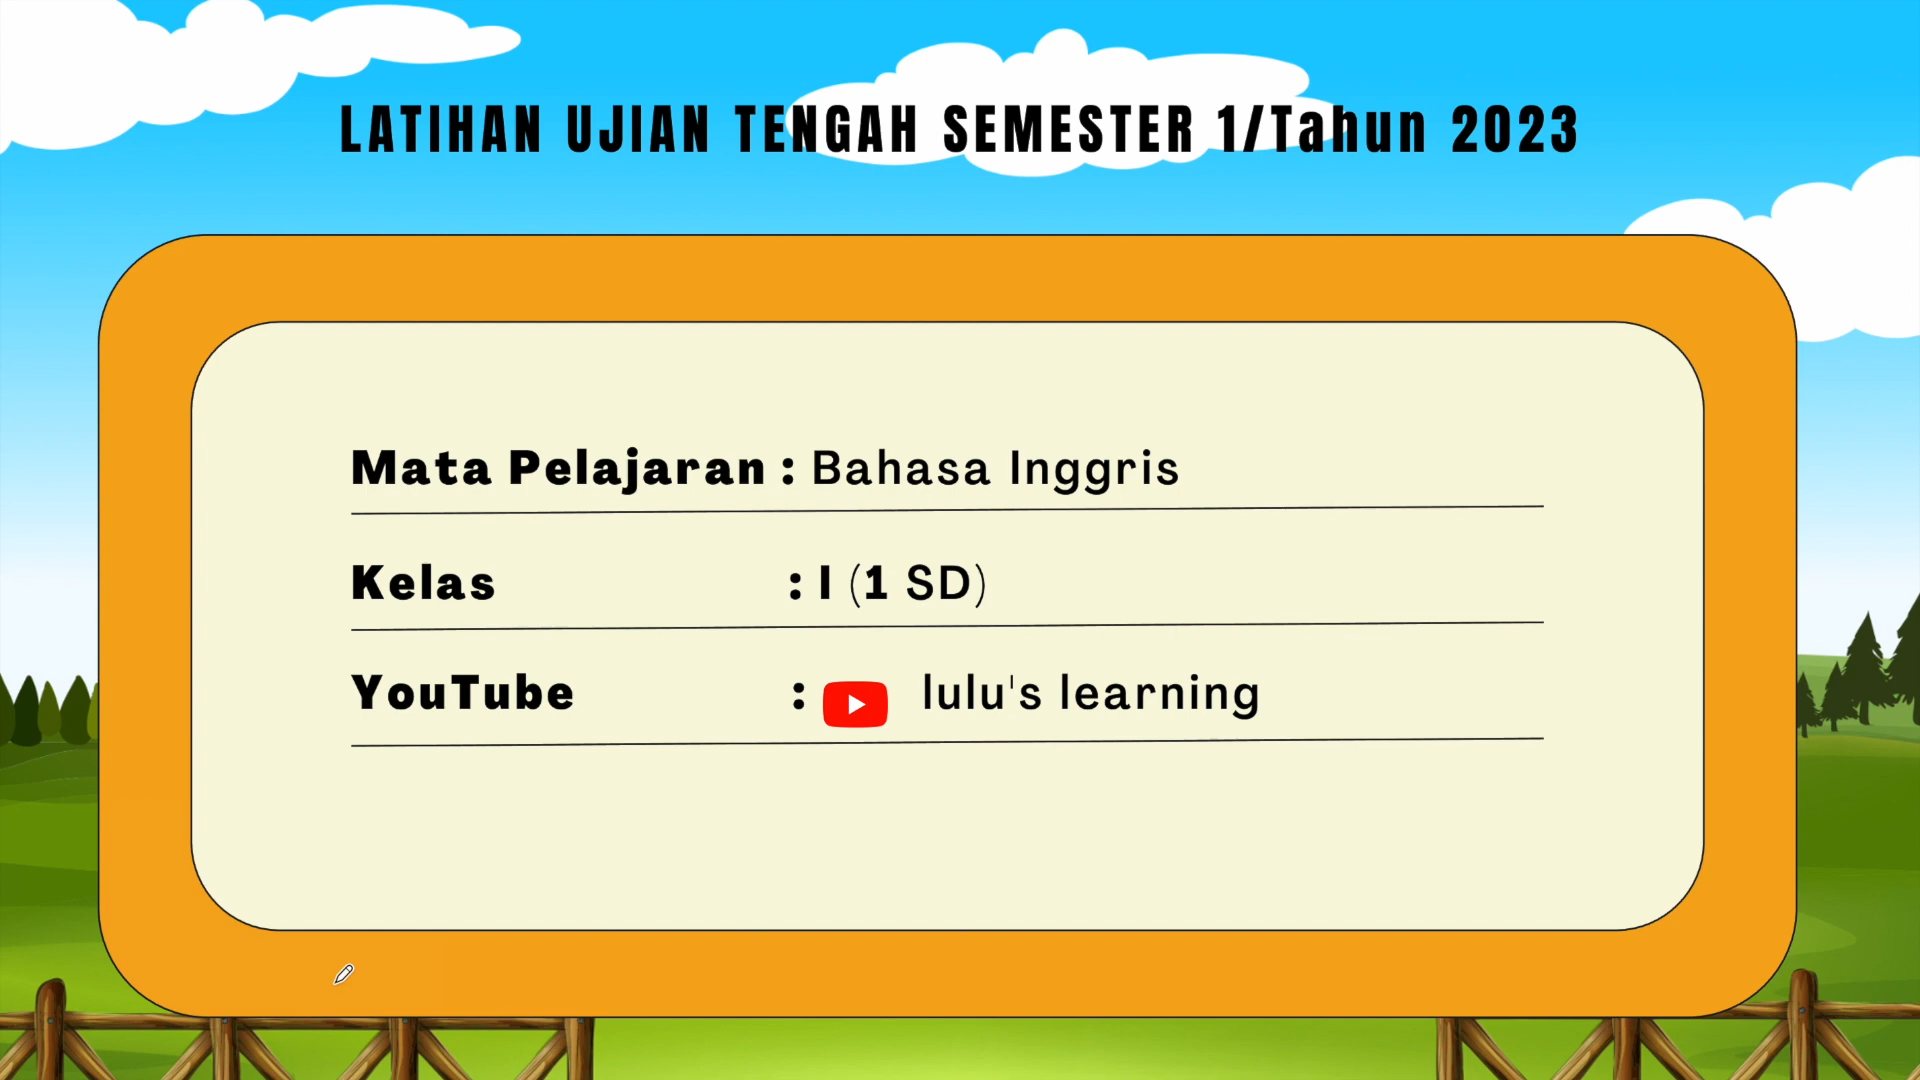 LATIHAN UJIAN TENGAH SEMESTER 1/Tahun 2023
Mata Pelajaran : Bahasa Inggris
Kelas : I (1 SD)
YouTube : lulu's learning